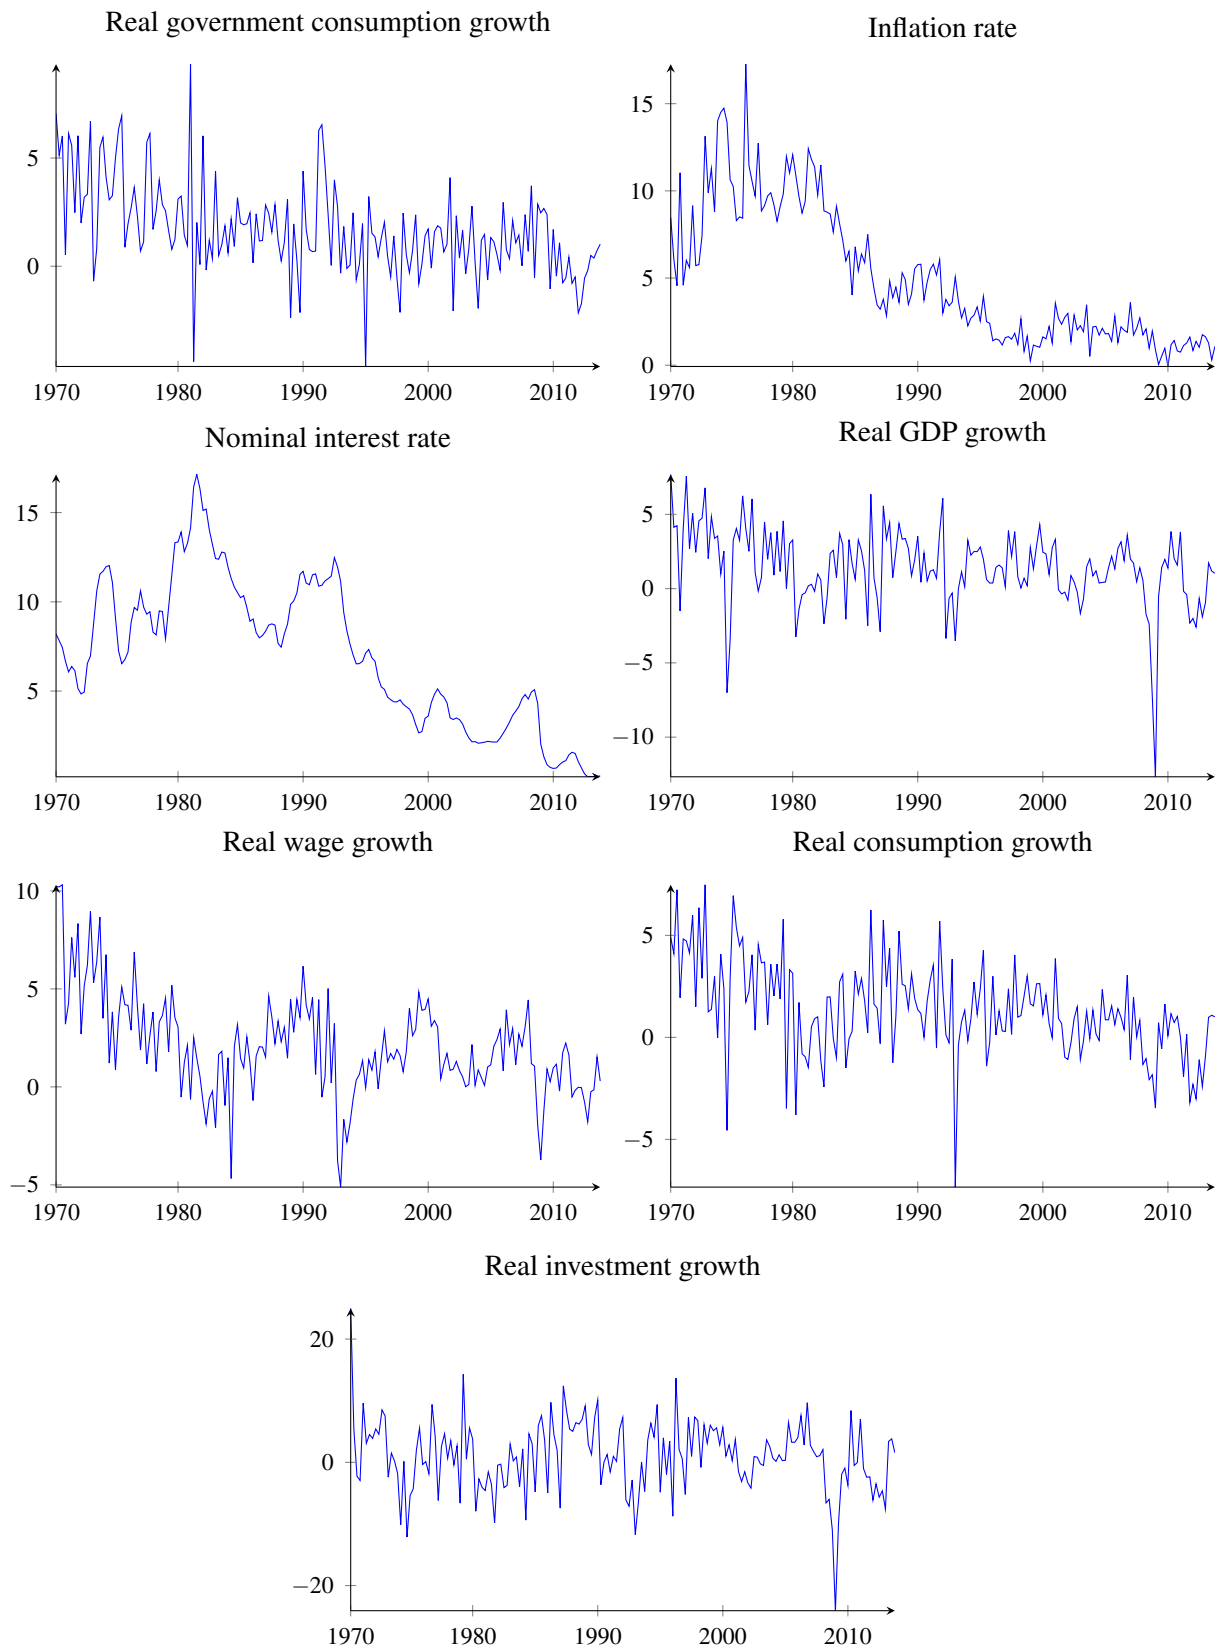 Real government consumption growth
5
0
1970 1980 1990 2000 2010
Inflation rate
15
10
5
0
1970 1980 1990 2000 2010
Nominal interest rate
15
10
5
1970 1980 1990 2000 2010
Real GDP growth
5
0
−5
−10
1970 1980 1990 2000 2010
Real wage growth
10
5
0
−5
1970 1980 1990 2000 2010
Real consumption growth
5
0
−5
1970 1980 1990 2000 2010
Real investment growth
20
0
−20
1970 1980 1990 2000 2010